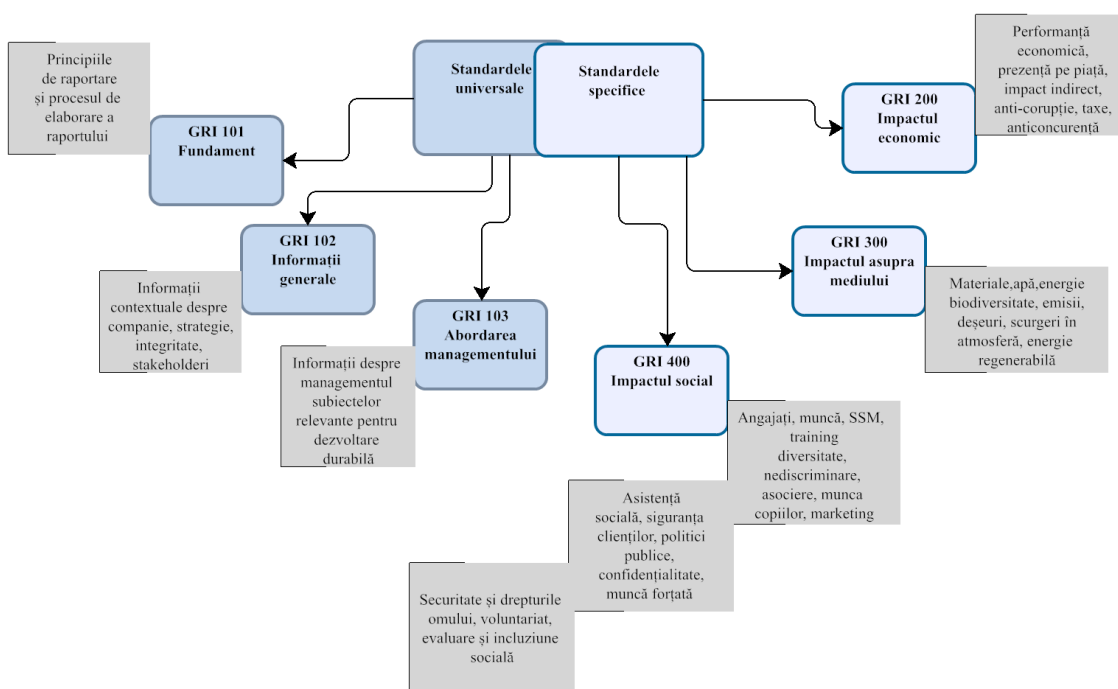 Principiile
de raportare
și procesul de
elaborare a
raportului
GRI 101
Fundament
Standardele
universale
Standardele
specifice
GRI 200
Impactul
economic
Performanță
economică,
prezență pe piață,
impact indirect,
anti-corupție, taxe,
anticoncurență
GRI 102
Informații
generale
Informații
contextuale despre
companie, strategie,
integritate,
stakeholderi
GRI 103
Abordarea
managementului
Informații despre
managementul
subiectelor
relevante pentru
dezvoltare
durabilă
GRI 300
Impactul asupra
mediului
Materiale,apă,energie
biodiversitate, emisii,
deșeuri, scurgeri în
atmosferă, energie
regenerabilă
GRI 400
Impactul social
Angajați, muncă, SSM,
training
diversitate,
nediscriminare,
asociere, munca
copiilor, marketing
Asistență
socială, siguranța
clienților, politici
publice,
confidențialitate,
muncă forțată
Securitate și drepturile
omului, voluntariat,
evaluare și incluziune
socială